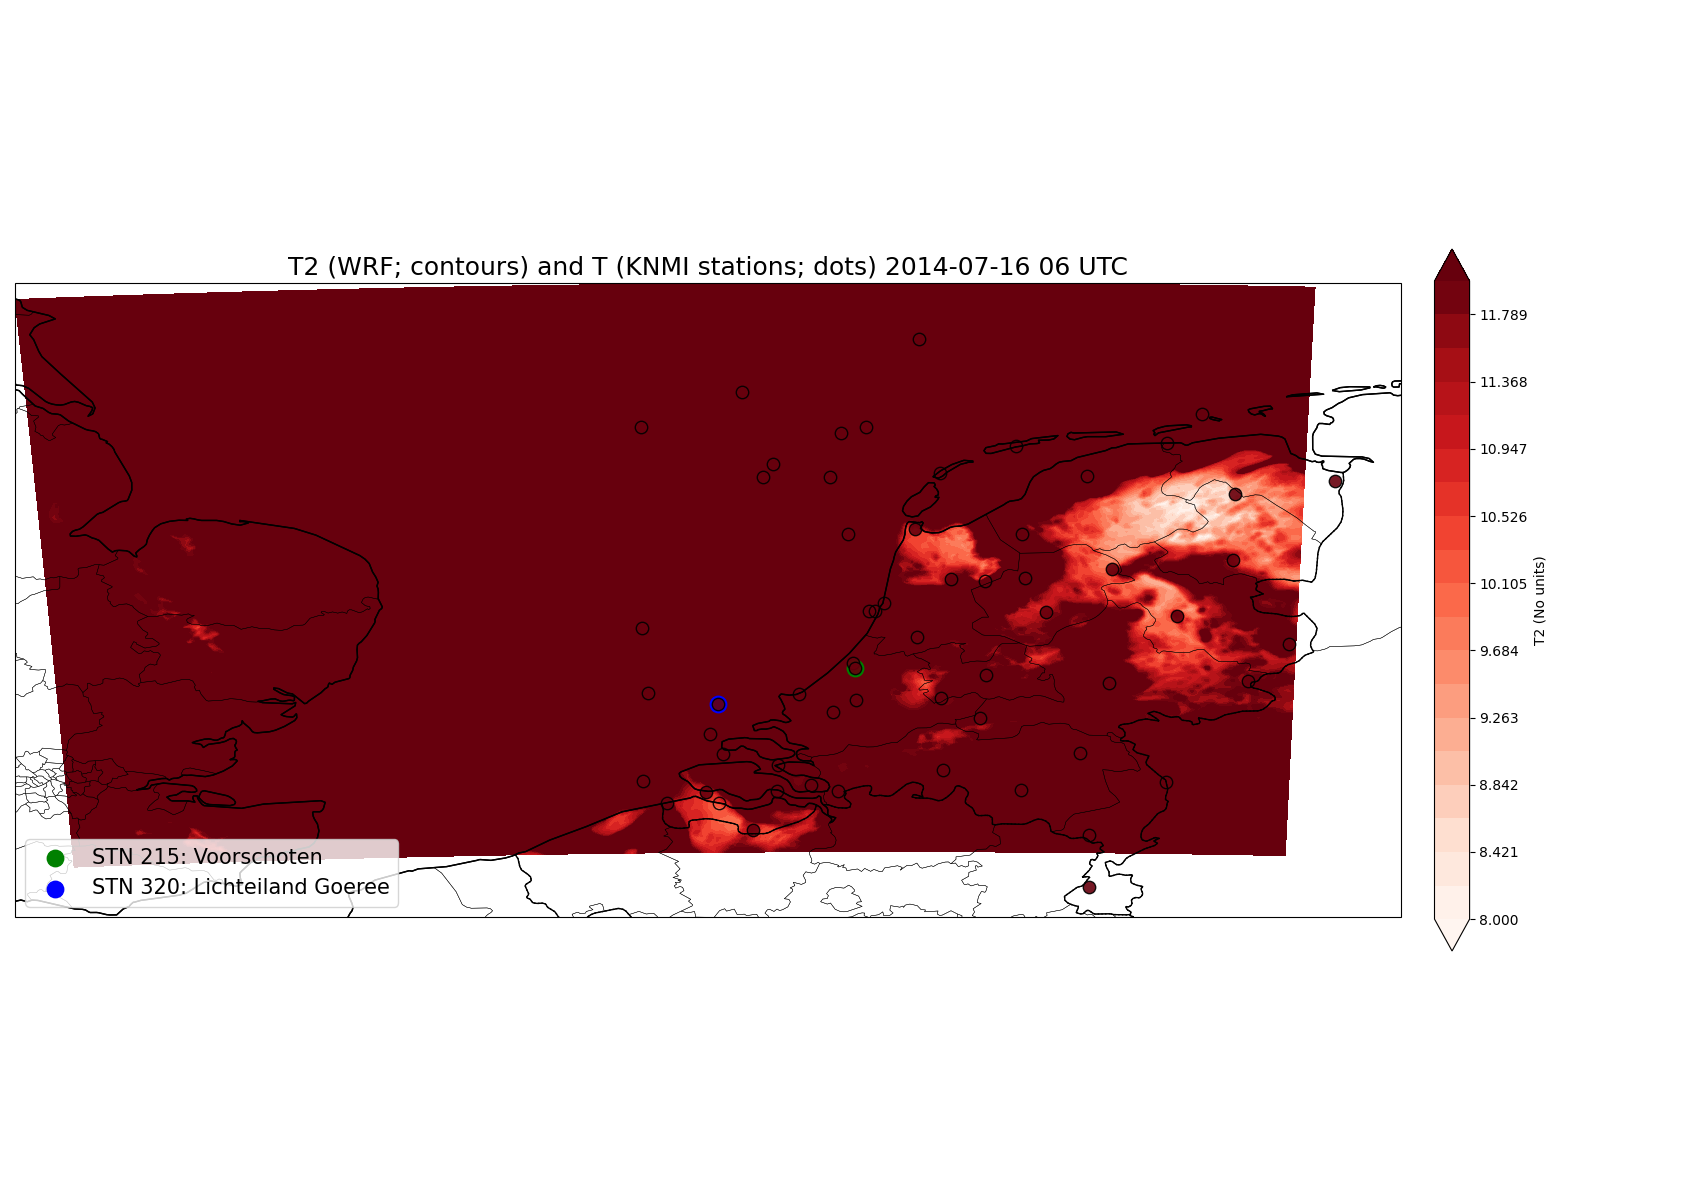 T2 (WRF; contours) and T (KNMI stations; dots) 2014-07-16 06 UTC
11.789
11.368
10.947
10.526
10.105
9.684
9.263
8.842
8.421
8.000
T2 (No units)
STN 215: Voorschoten
STN 320: Lichteiland Goeree